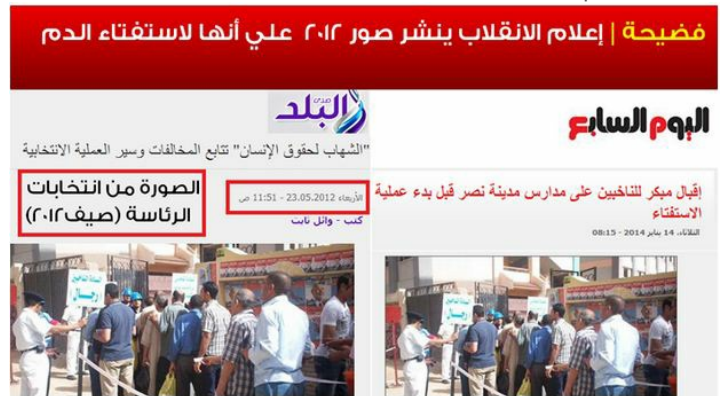 فضيحة | إعلام الانقلاب ينشر صور ٢٠١٢ علي أنها لاستفتاء الدم
اليوم السابع
إقبال مبكر للناخبين على مدارس مدينة نصر قبل بدء عملية
الاستفتاء
الثلاثاء، 14 يناير 2014 - 08:15
صدى البلد
"الشهاب لحقوق الإنسان" تتابع المخالفات وسير العملية الانتخابية
الأربعاء 23.05.2012 - 11:51 ص
كتب - وائل ثابت
الصورة من انتخابات
الرئاسة (صيف٢٠١٢)
رجال
رجال